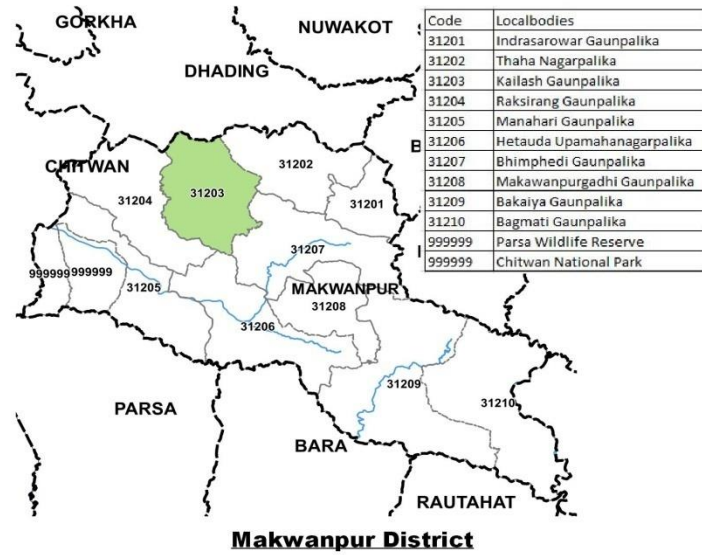 GORKHA
NUWAKOT
DHADING
CHITWAN
31202
31203
31204
31201
31207
999999
999999
31205
MAKWANPUR
31208
31206
31209
31210
PARSA
BARA
RAUTAHAT
Code Localbodies
31201 Indrasarowar Gaunpalika
31202 Thaha Nagarpalika
31203 Kailash Gaunpalika
31204 Raksirang Gaunpalika
31205 Manahari Gaunpalika
31206 Hetauda Upamahanagarpalika
31207 Bhimphedi Gaunpalika
31208 Makawanpurgadhi Gaunpalika
31209 Bakaiya Gaunpalika
31210 Bagmati Gaunpalika
999999 Parsa Wildlife Reserve
999999 Chitwan National Park
Makwanpur District